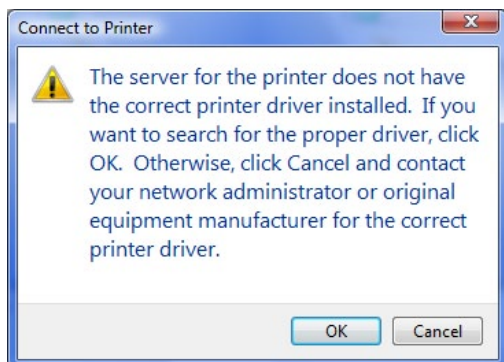 Connect to Printer
The server for the printer does not have
the correct printer driver installed. If you
want to search for the proper driver, click
OK. Otherwise, click Cancel and contact
your network administrator or original
equipment manufacturer for the correct
printer driver.
OK
Cancel